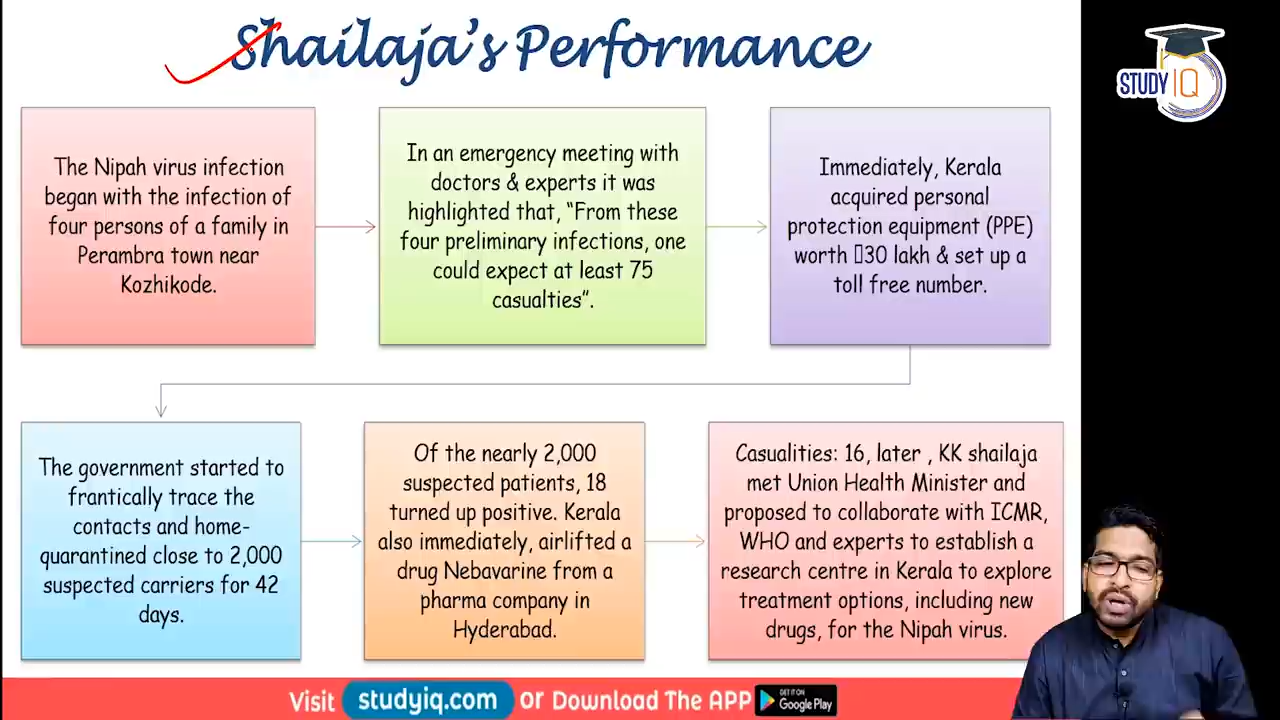 Shailaja's Performance
STUDY IQ
The Nipah virus infection
began with the infection of
four persons of a family in
Perambra town near
Kozhikode.
In an emergency meeting with
doctors & experts it was
highlighted that, “From these
four preliminary infections, one
could expect at least 75
casualties”.
Immediately, Kerala
acquired personal
protection equipment (PPE)
worth ▯30 lakh & set up a
toll free number.
The government started to
frantically trace the
contacts and home-
quarantined close to 2,000
suspected carriers for 42
days.
Of the nearly 2,000
suspected patients, 18
turned up positive. Kerala
also immediately, airlifted a
drug Nebavarine from a
pharma company in
Hyderabad.
Casualities: 16, later , KK shailaja
met Union Health Minister and
proposed to collaborate with ICMR,
WHO and experts to establish a
research centre in Kerala to explore
treatment options, including new
drugs, for the Nipah virus.
Visit studyiq.com or Download The APP GET IT ON Google Play